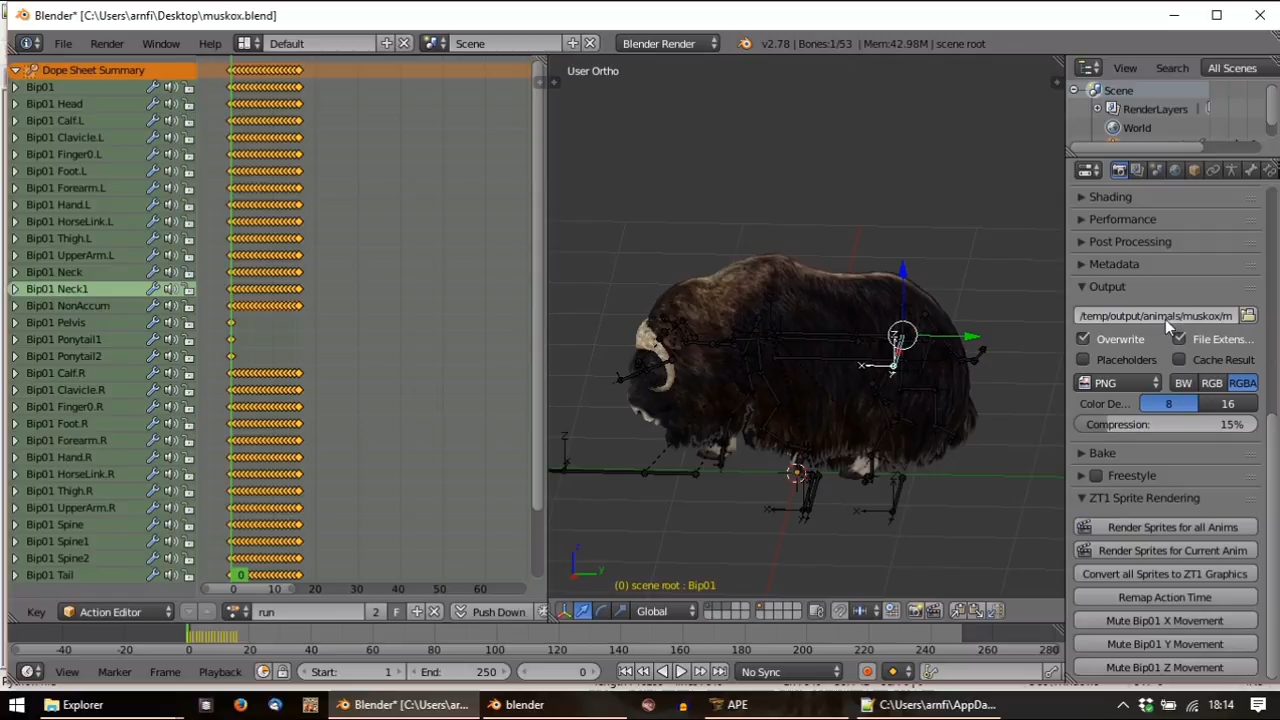 Blender* [C:\Users\arnfi\Desktop\muskox.blend]
File Render Window Help Default Scene Blender Render v2.78 | Bones:1/53 | Mem:42.98M | scene root
Dope Sheet Summary
Bip01
Bip01 Head
Bip01 Calf.L
Bip01 Clavicle.L
Bip01 Finger0.L
Bip01 Foot.L
Bip01 Forearm.L
Bip01 Hand.L
Bip01 HorseLink.L
Bip01 Thigh.L
Bip01 UpperArm.L
Bip01 Neck
Bip01 Neck1
Bip01 NonAccum
Bip01 Pelvis
Bip01 Ponytail1
Bip01 Ponytail2
Bip01 Calf.R
Bip01 Clavicle.R
Bip01 Finger0.R
Bip01 Foot.R
Bip01 Forearm.R
Bip01 Hand.R
Bip01 HorseLink.R
Bip01 Thigh.R
Bip01 UpperArm.R
Bip01 Spine
Bip01 Spine1
Bip01 Spine2
Bip01 Tail
0
0 10 20 30 40 50 60
Key Action Editor run 2 F Push Down
User Ortho
Z
X
Z
X
Y
X
X
z
y
(0) scene root : Bip01
Global
View Search All Scenes
Scene
RenderLayers
World
Shading
Performance
Post Processing
Metadata
Output
/temp/output/animals/muskox/m
Overwrite File Extens...
Placeholders Cache Result
PNG BW RGB RGBA
Color De... 8 16
Compression: 15%
Bake
Freestyle
ZT1 Sprite Rendering
Render Sprites for all Anims
Render Sprites for Current Anim
Convert all Sprites to ZT1 Graphics
Remap Action Time
Mute Bip01 X Movement
Mute Bip01 Y Movement
Mute Bip01 Z Movement
-40 -20 0 20 40 60 80 100 120 140 160 180 200 220 240 260 280
View Marker Frame Playback Start: 1 End: 250 0 No Sync
Explorer Blender* [C:\Users\ar... blender APE C:\Users\arnfi\AppDa... 18:14